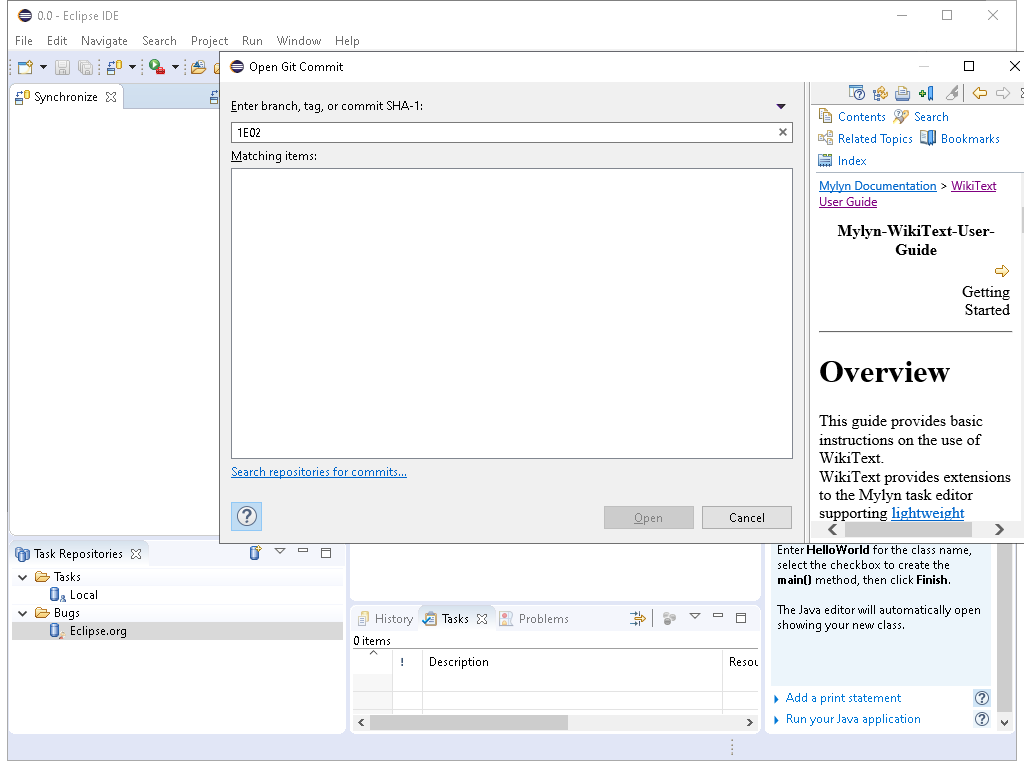 0.0 - Eclipse IDE
File Edit Navigate Search Project Run Window Help
Synchronize
Open Git Commit
Enter branch, tag, or commit SHA-1:
1E02
Matching items:
Search repositories for commits...
Open
Cancel
Contents Search
Related Topics Bookmarks
Index
Mylyn Documentation > WikiText
User Guide
Mylyn-WikiText-User-
Guide
Getting
Started
Overview
This guide provides basic
instructions on the use of
WikiText.
WikiText provides extensions
to the Mylyn task editor
supporting lightweight
Task Repositories
Tasks
Local
Bugs
Eclipse.org
History Tasks Problems
0 items
! Description Resou
Enter HelloWorld for the class name,
select the checkbox to create the
main() method, then click Finish.
The Java editor will automatically open
showing your new class.
Add a print statement
Run your Java application